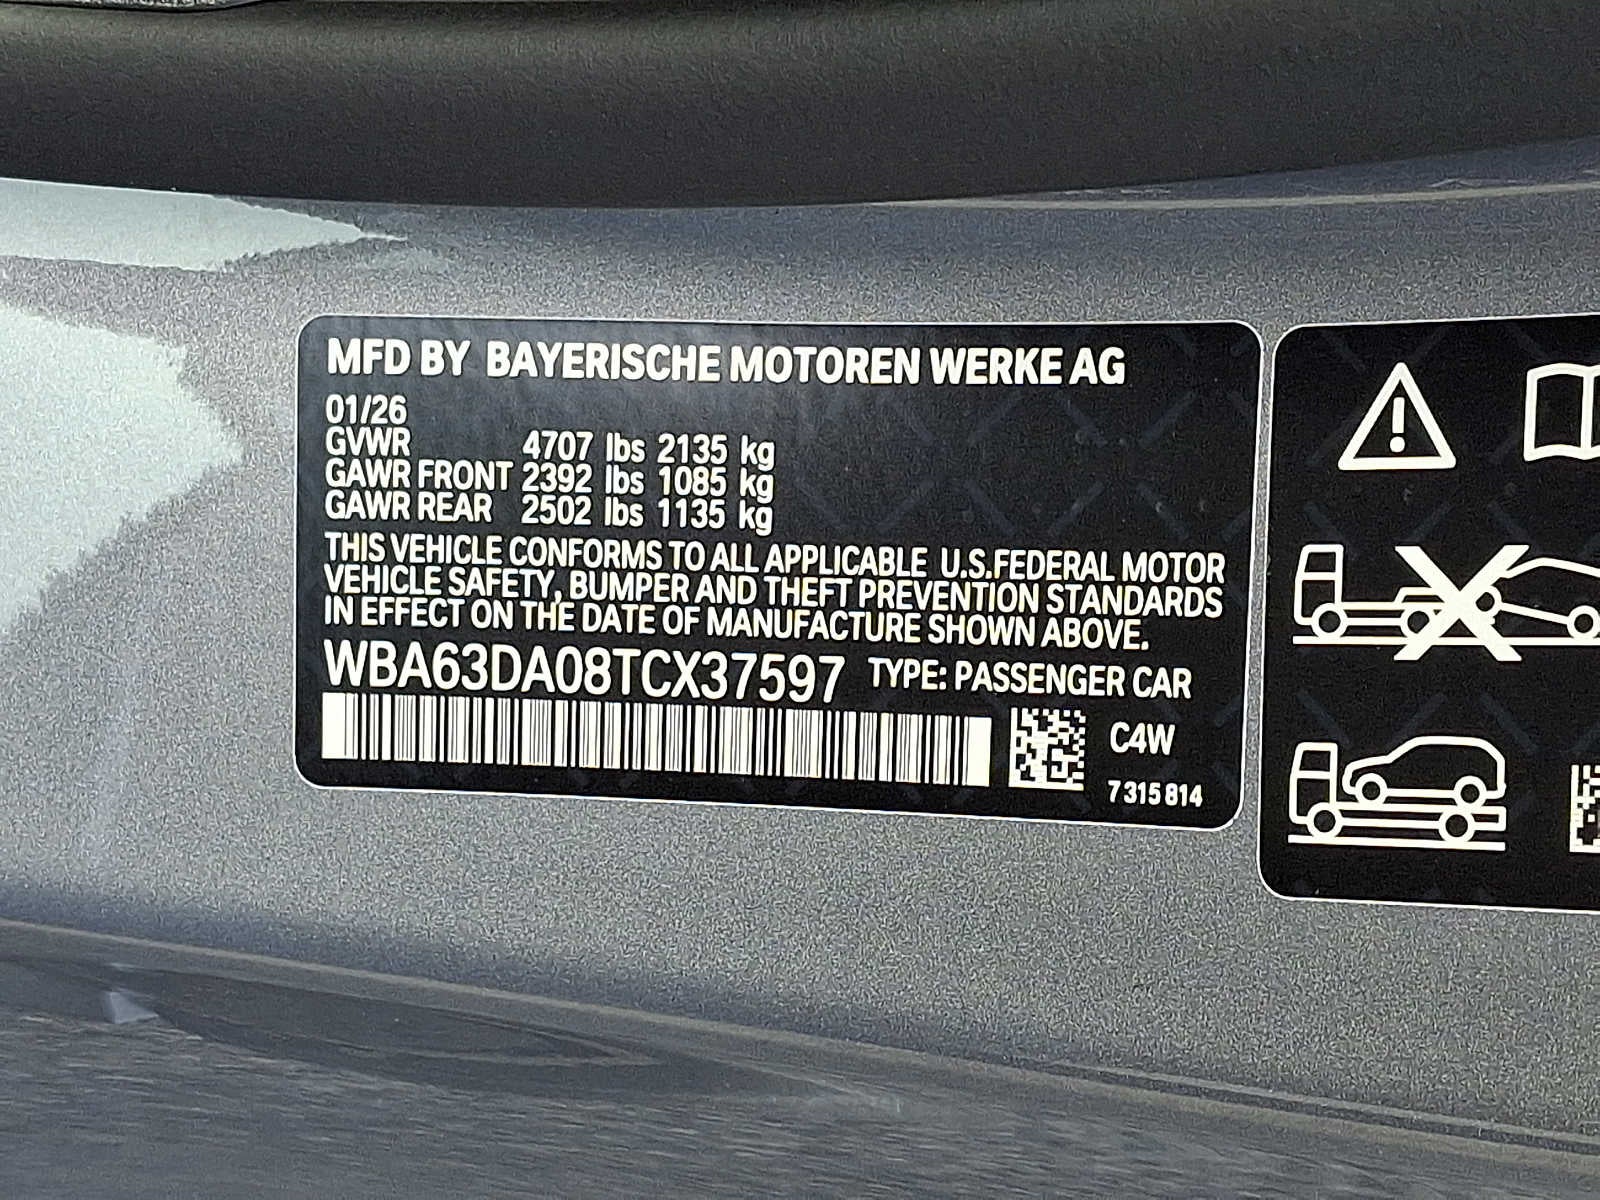 MFD BY BAYERISCHE MOTOREN WERKE AG
01/26
GVWR 4707 lbs 2135 kg
GAWR FRONT 2392 lbs 1085 kg
GAWR REAR 2502 lbs 1135 kg
THIS VEHICLE CONFORMS TO ALL APPLICABLE U.S.FEDERAL MOTOR
VEHICLE SAFETY, BUMPER AND THEFT PREVENTION STANDARDS
IN EFFECT ON THE DATE OF MANUFACTURE SHOWN ABOVE.
WBA63DA08TCX37597 TYPE: PASSENGER CAR
C4W
7 315 814